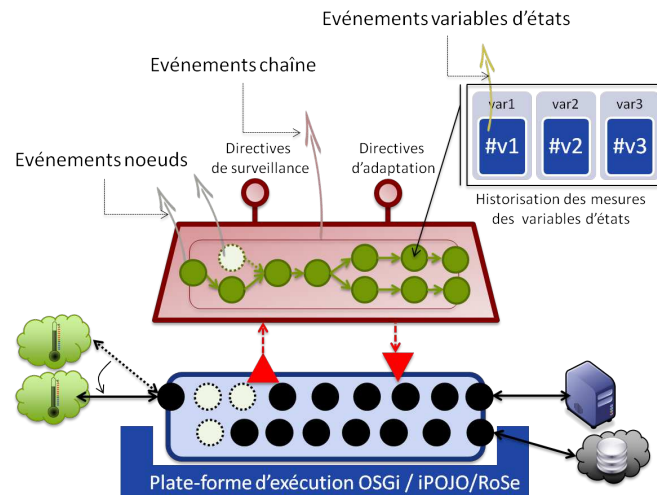 Evénements variables d'états
Evénements chaîne
var1 var2 var3
#v1 #v2 #v3
Evénements noeuds
Directives
de surveillance
Directives
d'adaptation
Historisation des mesures
des variables d'états
Plate-forme d'exécution OSGi / iPOJO/RoSe